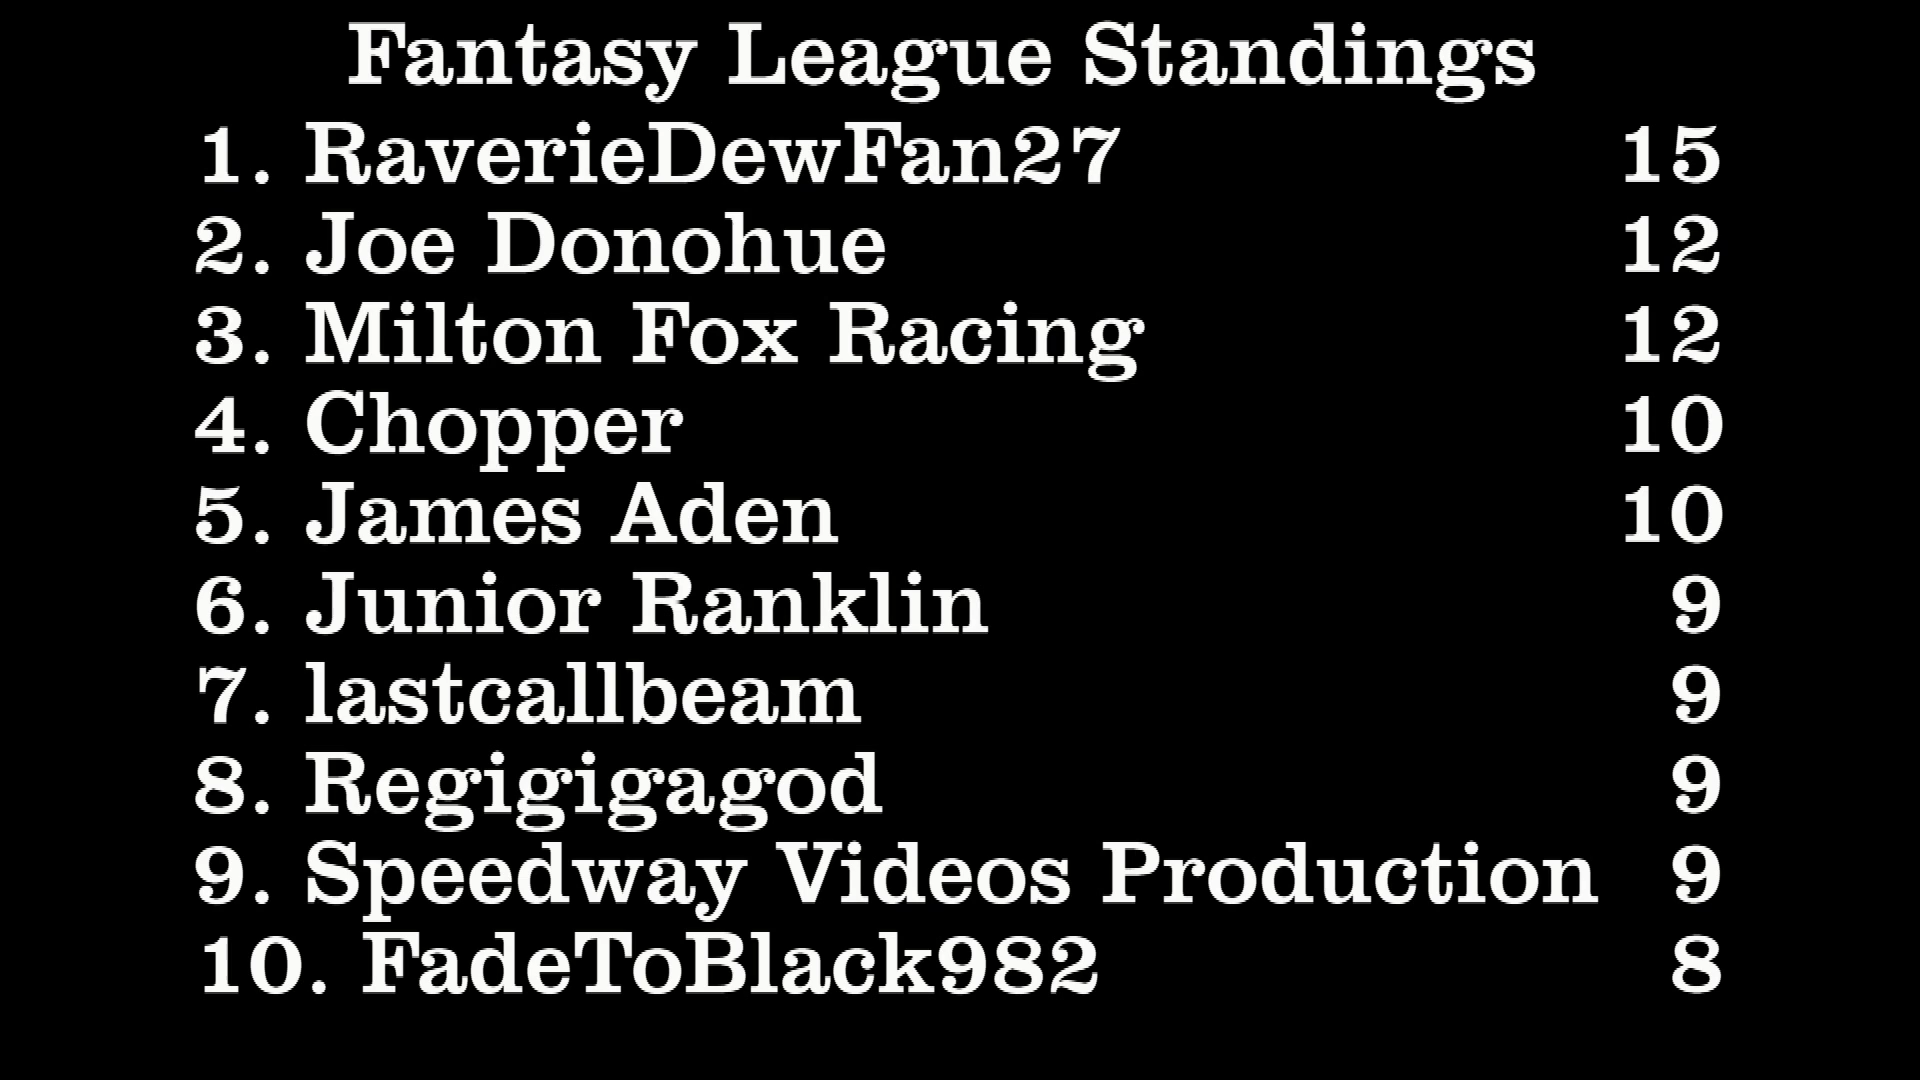 Fantasy League Standings
1. RaverieDewFan27 15
2. Joe Donohue 12
3. Milton Fox Racing 12
4. Chopper 10
5. James Aden 10
6. Junior Ranklin 9
7. lastcallbeam 9
8. Regigigagod 9
9. Speedway Videos Production 9
10. FadeToBlack982 8